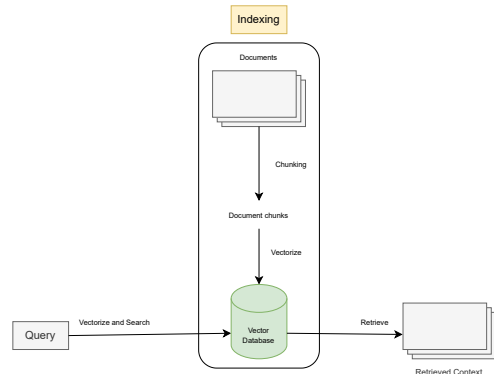 Indexing
Documents
Chunking
Document chunks
Vectorize
Query
Vectorize and Search
Vector
Database
Retrieve
Retrieved Context